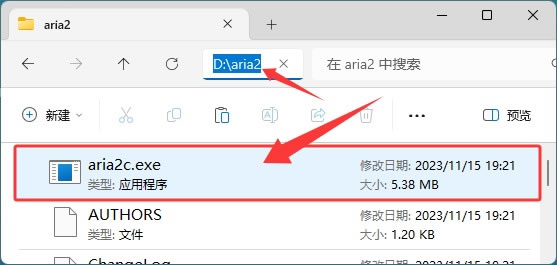 aria2
D:\aria2
在 aria2 中搜索
新建
预览
aria2c.exe
修改日期: 2023/11/15 19:21
类型: 应用程序
大小: 5.38 MB
AUTHORS
修改日期: 2023/11/15 19:21
类型: 文件
大小: 1.20 KB
ChangeLog